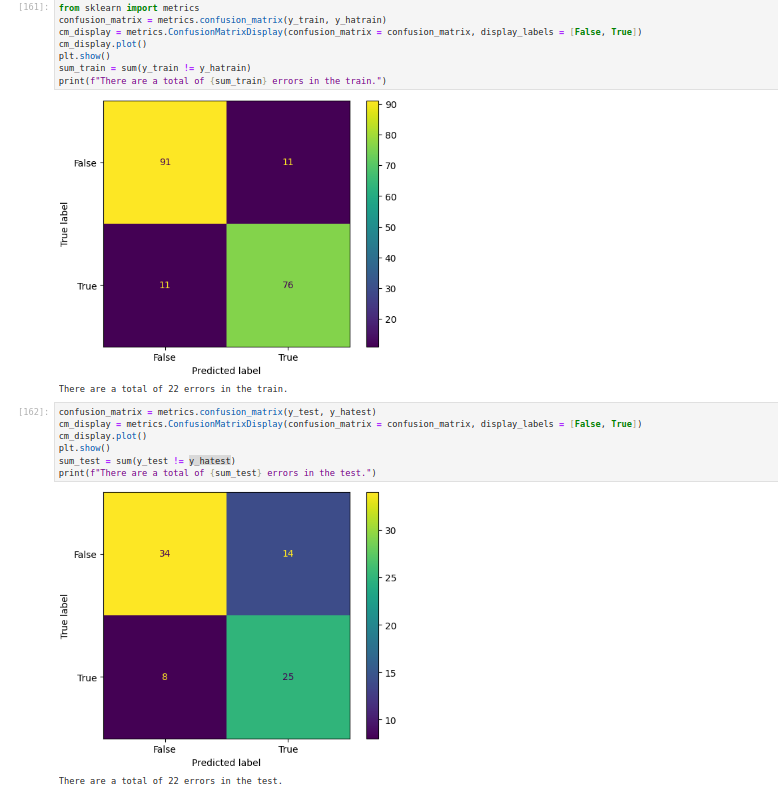 [161]:
from sklearn import metrics
confusion_matrix = metrics.confusion_matrix(y_train, y_hatrain)
cm_display = metrics.ConfusionMatrixDisplay(confusion_matrix = confusion_matrix, display_labels = [False, True])
cm_display.plot()
plt.show()
sum_train = sum(y_train != y_hatrain)
print(f"There are a total of {sum_train} errors in the train.")
90
80
70
60
50
40
30
20
False
91
11
True
11
76
True label
False
True
Predicted label
There are a total of 22 errors in the train.
[162]:
confusion_matrix = metrics.confusion_matrix(y_test, y_hatest)
cm_display = metrics.ConfusionMatrixDisplay(confusion_matrix = confusion_matrix, display_labels = [False, True])
cm_display.plot()
plt.show()
sum_test = sum(y_test != y_hatest)
print(f"There are a total of {sum_test} errors in the test.")
30
25
20
15
10
False
34
14
True
8
25
True label
False
True
Predicted label
There are a total of 22 errors in the test.